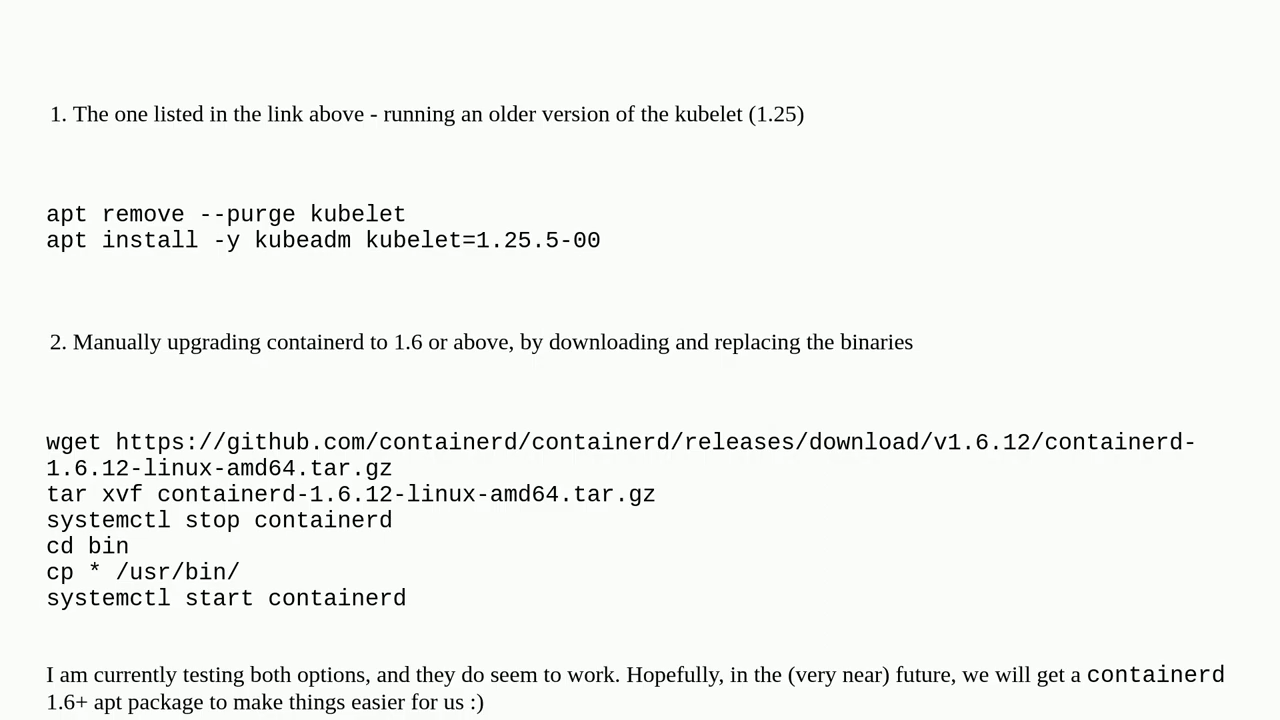 1. The one listed in the link above - running an older version of the kubelet (1.25)
apt remove --purge kubelet
apt install -y kubeadm kubelet=1.25.5-00
2. Manually upgrading containerd to 1.6 or above, by downloading and replacing the binaries
wget https://github.com/containerd/containerd/releases/download/v1.6.12/containerd-
1.6.12-linux-amd64.tar.gz
tar xvf containerd-1.6.12-linux-amd64.tar.gz
systemctl stop containerd
cd bin
cp * /usr/bin/
systemctl start containerd
I am currently testing both options, and they do seem to work. Hopefully, in the (very near) future, we will get a containerd
1.6+ apt package to make things easier for us :)